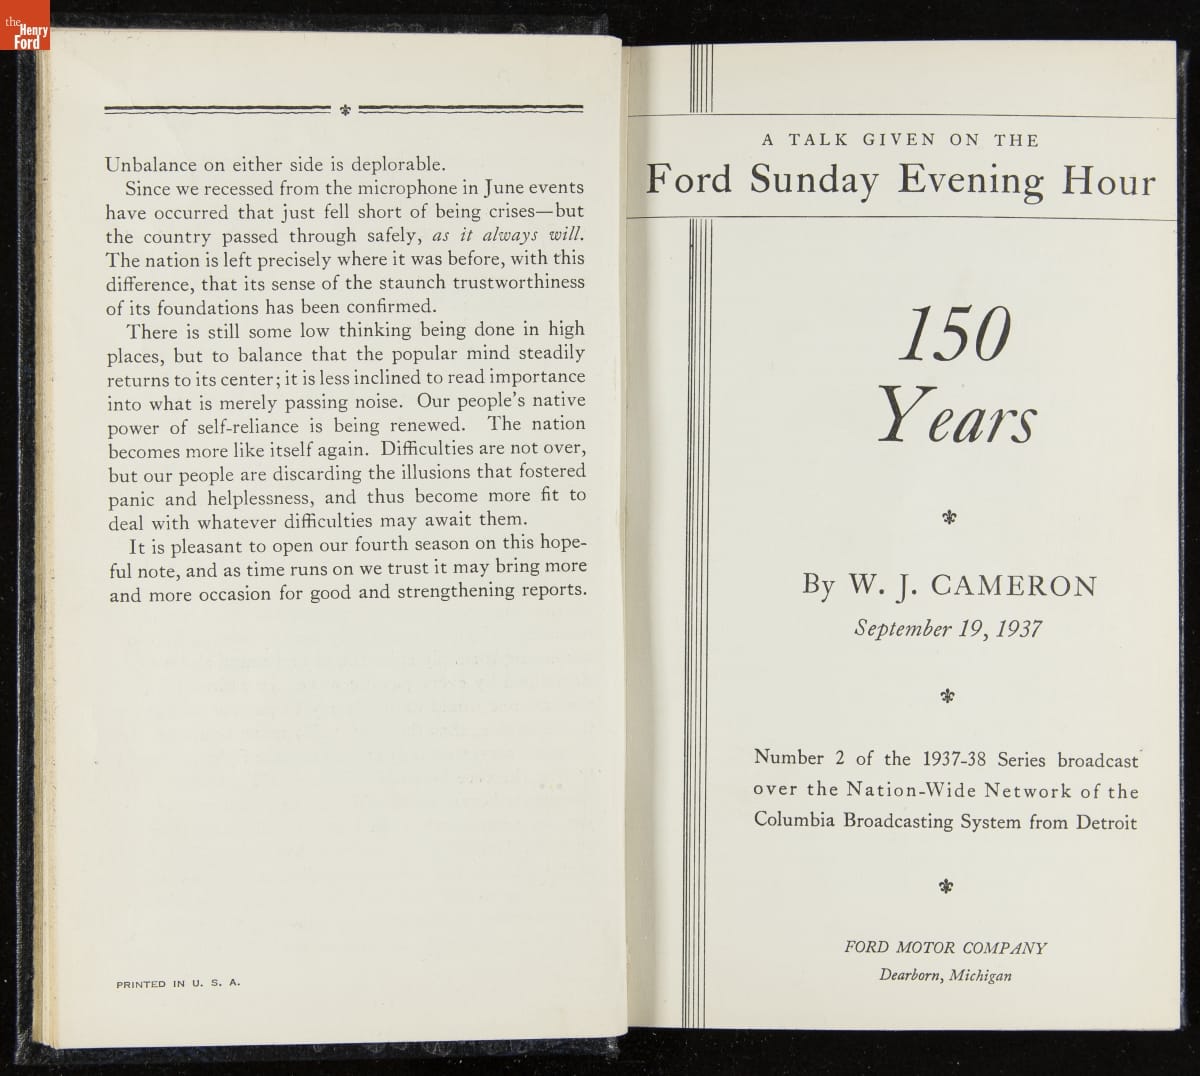 the
Henry
Ford
Unbalance on either side is deplorable.
Since we recessed from the microphone in June events
have occurred that just fell short of being crises—but
the country passed through safely, as it always will.
The nation is left precisely where it was before, with this
difference, that its sense of the staunch trustworthiness
of its foundations has been confirmed.
There is still some low thinking being done in high
places, but to balance that the popular mind steadily
returns to its center; it is less inclined to read importance
into what is merely passing noise. Our people's native
power of self-reliance is being renewed. The nation
becomes more like itself again. Difficulties are not over,
but our people are discarding the illusions that fostered
panic and helplessness, and thus become more fit to
deal with whatever difficulties may await them.
It is pleasant to open our fourth season on this hope-
ful note, and as time runs on we trust it may bring more
and more occasion for good and strengthening reports.
PRINTED IN U. S. A.
A TALK GIVEN ON THE
Ford Sunday Evening Hour
150
Years
By W. J. CAMERON
September 19, 1937
Number 2 of the 1937-38 Series broadcast
over the Nation-Wide Network of the
Columbia Broadcasting System from Detroit
FORD MOTOR COMPANY
Dearborn, Michigan